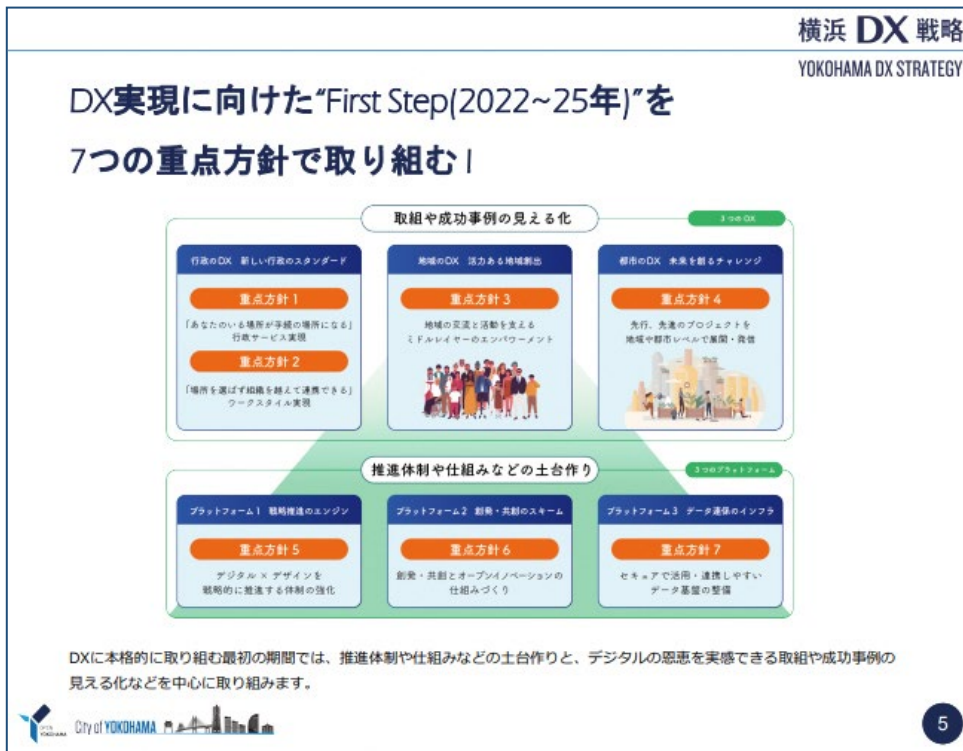 横浜 DX 戦略
YOKOHAMA DX STRATEGY
DX実現に向けた“First Step(2022~25年)”を
7つの重点方針で取り組む！
取組や成功事例の見える化
3つのDX
行政のDX 新しい行政のスタンダード
重点方針 1
「あなたのいる場所が手続の場所になる」
行政サービス実現
重点方針 2
「場所を選ばず組織を越えて連携できる」
ワークスタイル実現
地域のDX 活力ある地域創出
重点方針 3
地域の交流と活動を支える
ミドルレイヤーのエンパワーメント
都市のDX 未来を創るチャレンジ
重点方針 4
先行、先進のプロジェクトを
地域や都市レベルで展開・発信
推進体制や仕組みなどの土台作り
3つのプラットフォーム
プラットフォーム1 戦略推進のエンジン
重点方針 5
デジタル × デザインを
戦略的に推進する体制の強化
プラットフォーム2 創発・共創のスキーム
重点方針 6
創発・共創とオープンイノベーションの
仕組みづくり
プラットフォーム3 データ連係のインフラ
重点方針 7
セキュアで活用・連携しやすい
データ基盤の整備
DXに本格的に取り組む最初の期間では、推進体制や仕組みなどの土台作りと、デジタルの恩恵を実感できる取組や成功事例の
見える化などを中心に取り組みます。
OPEN YOKOHAMA
City of YOKOHAMA
5